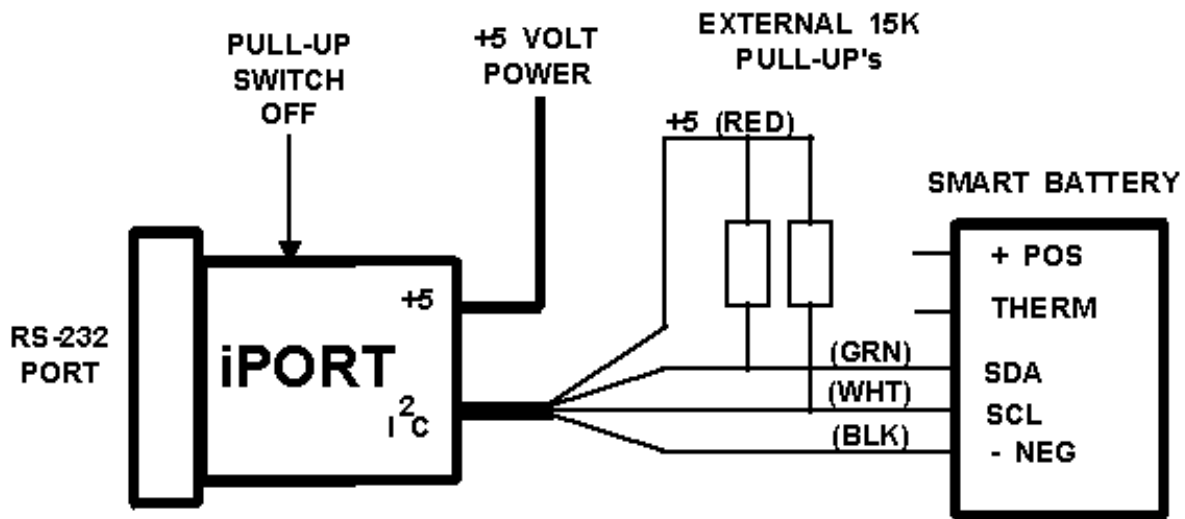 PULL-UP
SWITCH
OFF
+5 VOLT
POWER
EXTERNAL 15K
PULL-UP's
+5 (RED)
SMART BATTERY
RS-232
PORT
iPORT
+5
I²C
(GRN)
(WHT)
(BLK)
+ POS
THERM
SDA
SCL
- NEG